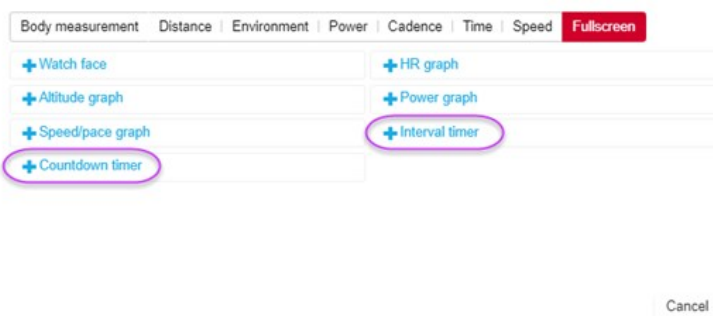 Body measurement Distance Environment Power Cadence Time Speed Fullscreen
Watch face HR graph
Altitude graph Power graph
Speed/pace graph Interval timer
Countdown timer
Cancel